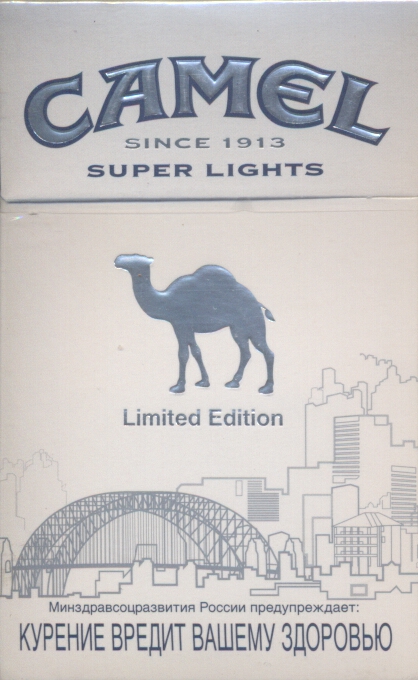 CAMEL
SINCE 1913
SUPER LIGHTS
Limited Edition
Минздравсоцразвития России предупреждает:
КУРЕНИЕ ВРЕДИТ ВАШЕМУ ЗДОРОВЬЮ